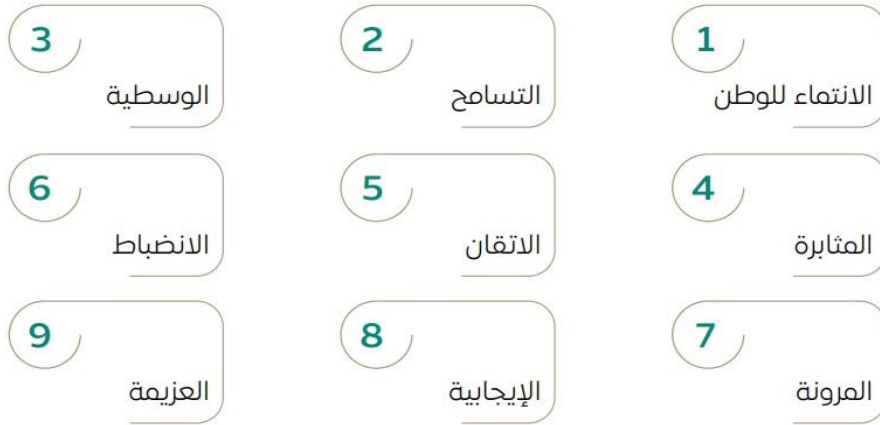 1
الانتماء للوطن
2
التسامح
3
الوسطية
4
المثابرة
5
الاتقان
6
الانضباط
7
المرونة
8
الإيجابية
9
العزيمة